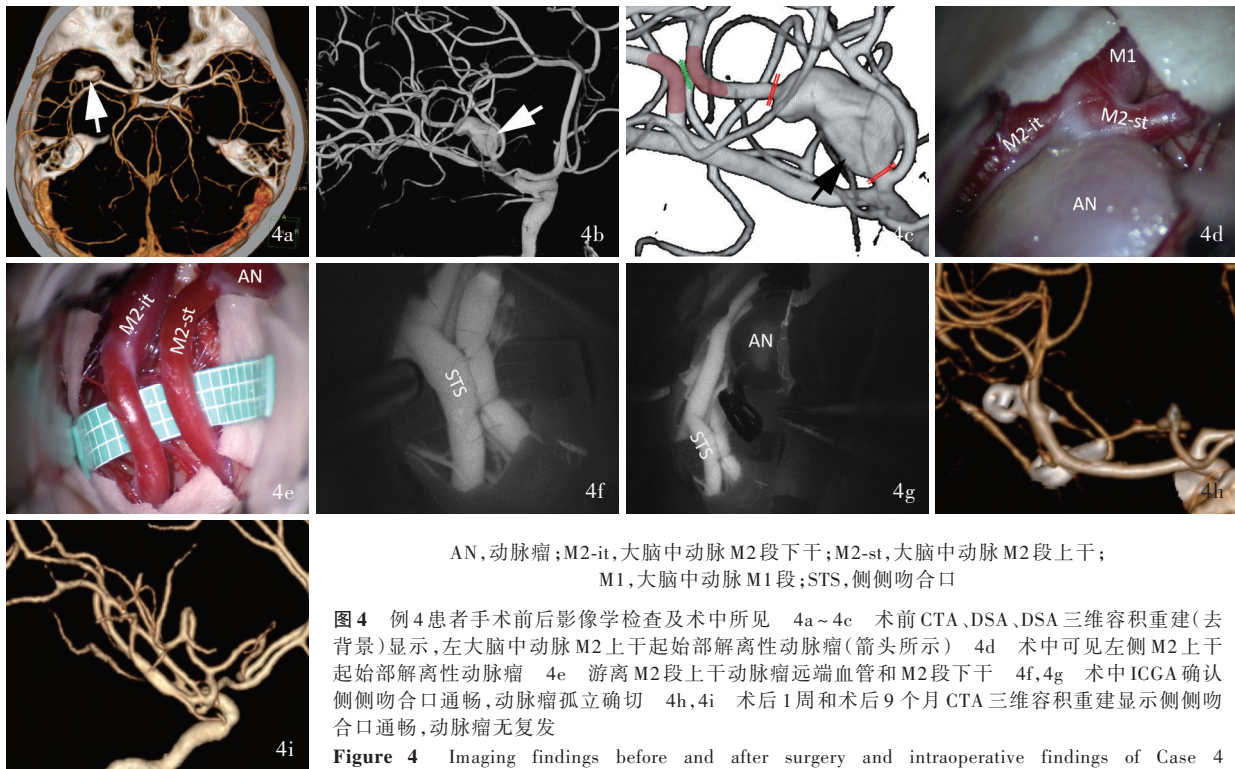 4a
4b
4c
M1
M2-it
M2-st
AN
4d
AN
M2-it
M2-st
4e
STS
4f
AN
STS
4g
4h
4i
AN,动脉瘤;M2-it,大脑中动脉M2段下干;M2-st,大脑中动脉M2段上干;
M1,大脑中动脉M1段;STS,侧侧吻合口
图4 例4患者手术前后影像学检查及术中所见 4a~4c 术前CTA、DSA、DSA三维容积重建(去
背景)显示,左大脑中动脉M2上干起始部解离性动脉瘤(箭头所示) 4d 术中可见左侧M2上干
起始部解离性动脉瘤 4e 游离M2段上干动脉瘤远端血管和M2段下干 4f,4g 术中ICGA确认
侧侧吻合口通畅,动脉瘤孤立确切 4h,4i 术后1周和术后9个月CTA三维容积重建显示侧侧吻
合口通畅,动脉瘤无复发
Figure 4 Imaging findings before and after surgery and intraoperative findings of Case 4